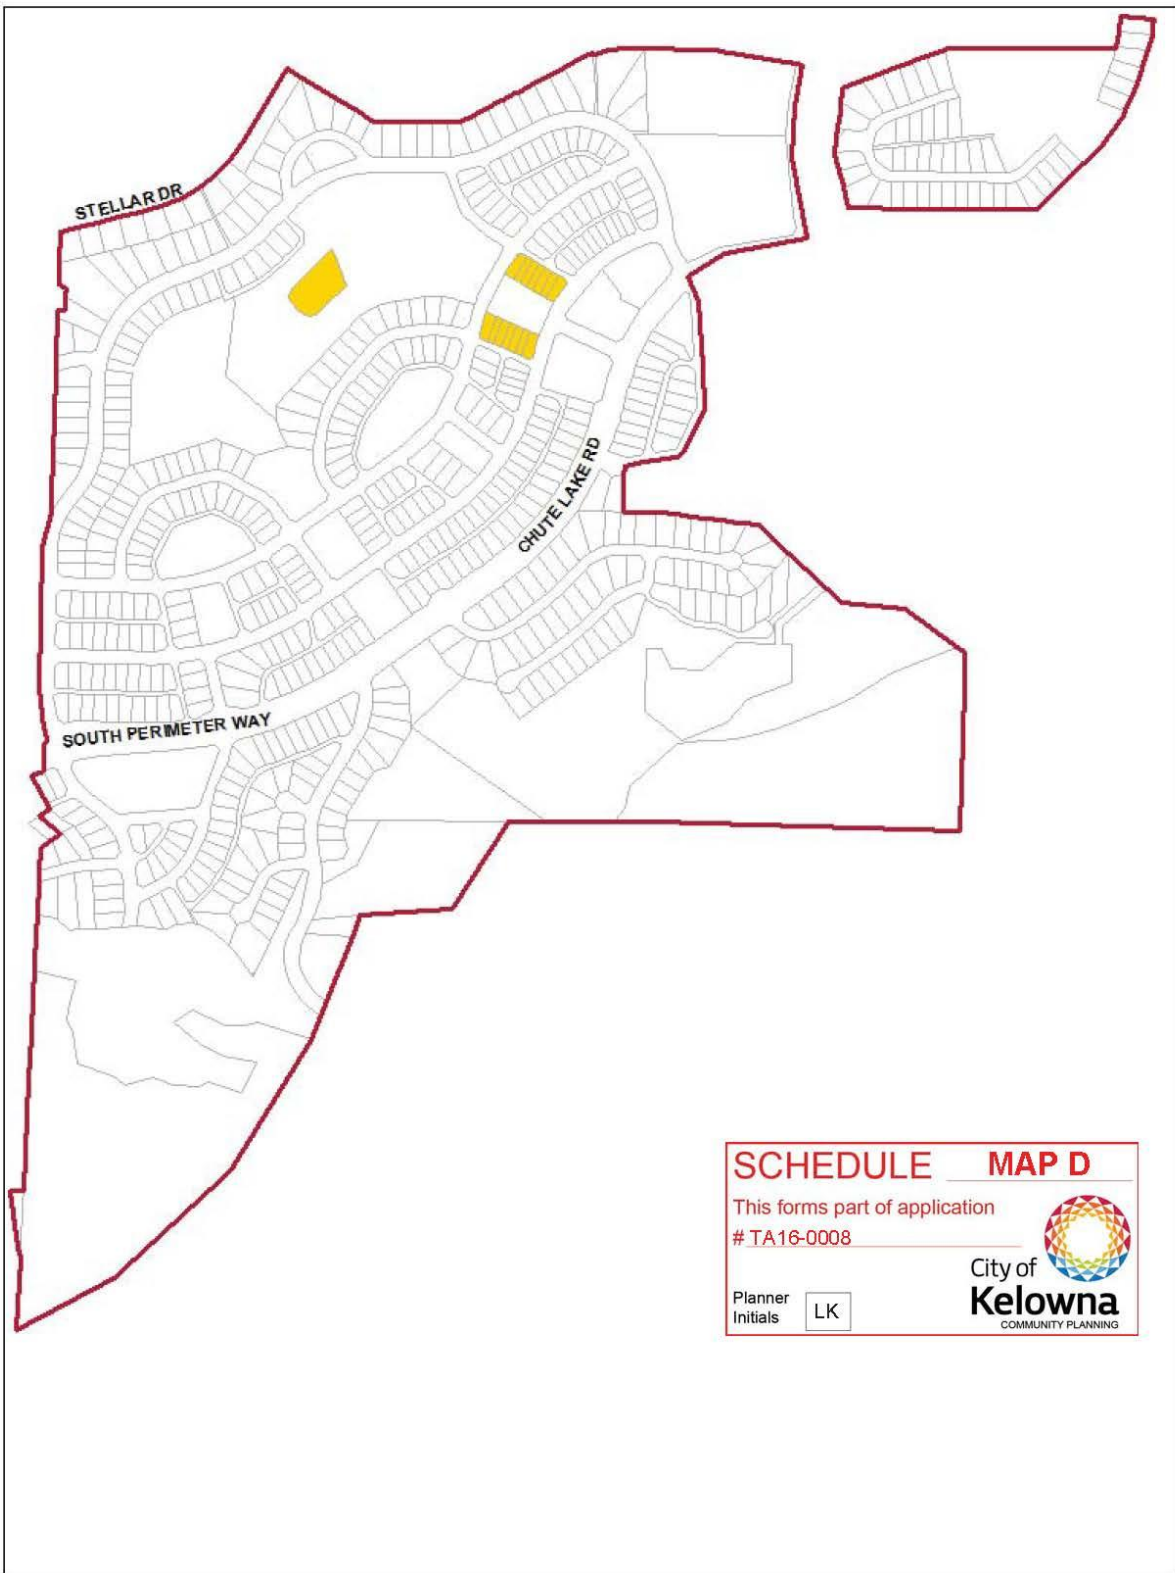 STELLAR DR
CHUTE LAKE RD
SOUTH PERIMETER WAY
SCHEDULE MAP D
This forms part of application
# TA16-0008
City of
Kelowna
COMMUNITY PLANNING
Planner
Initials LK